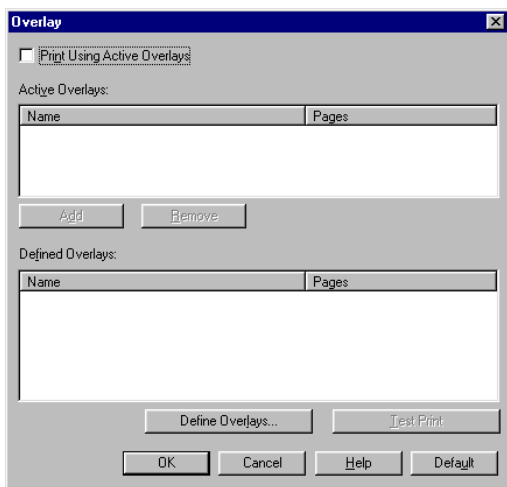 Overlay
Print Using Active Overlays
Active Overlays:
Name Pages
Add Remove
Defined Overlays:
Name Pages
Define Overlays... Test Print
OK Cancel Help Default